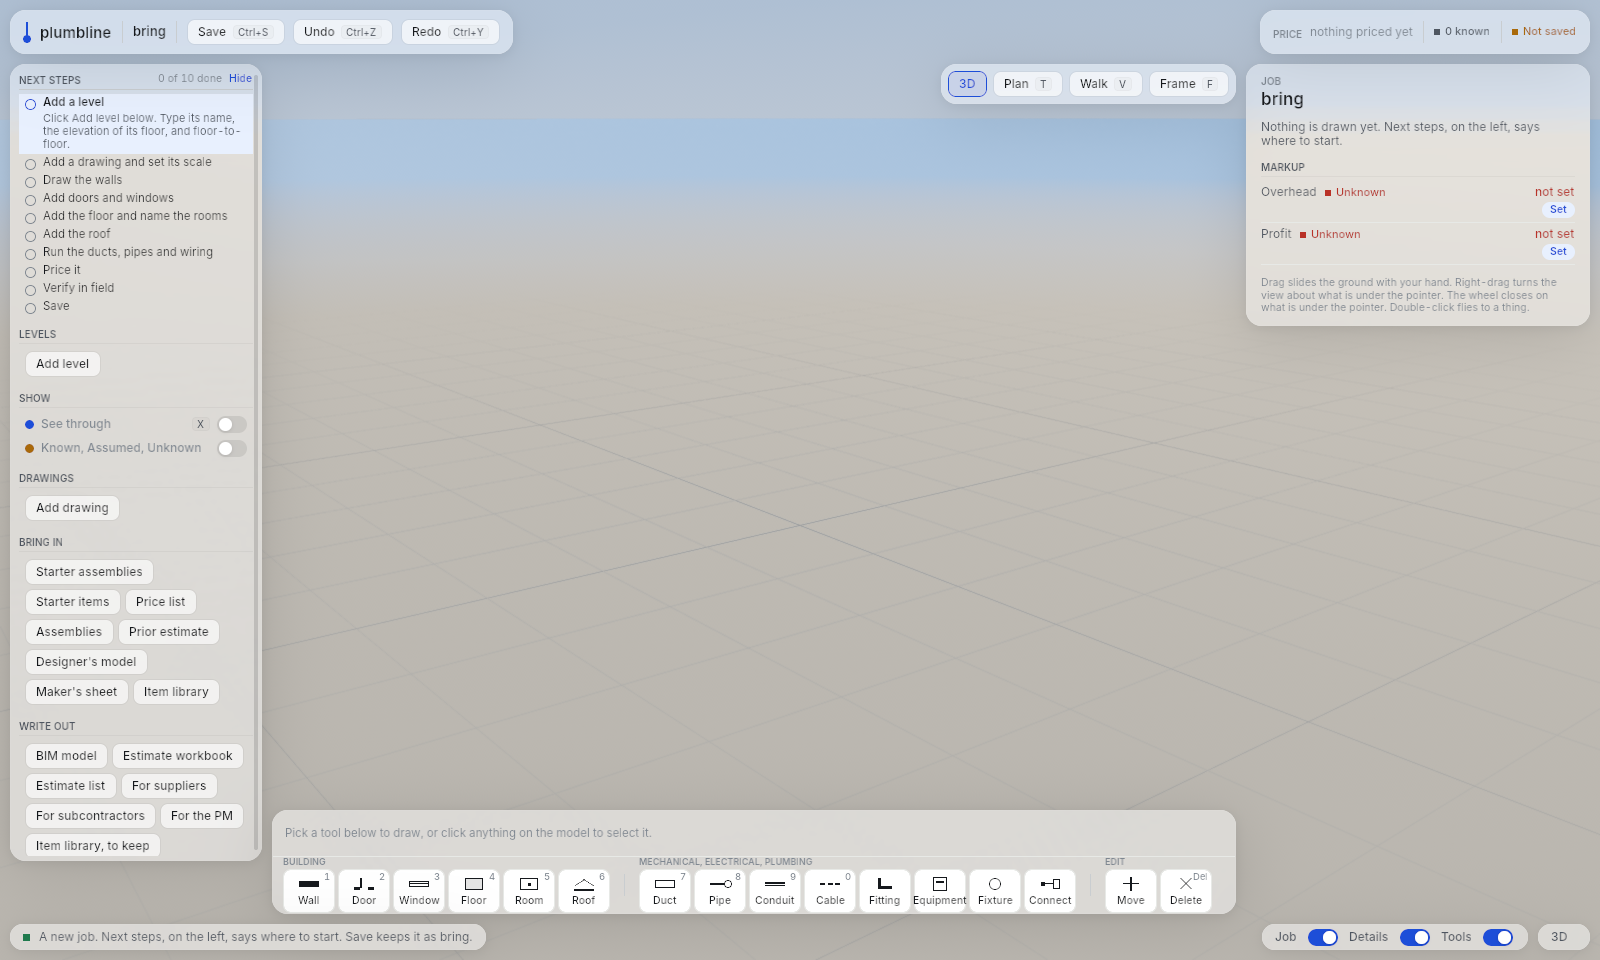 plumbline
bring
Save Ctrl+S
Undo Ctrl+Z
Redo Ctrl+Y
PRICE nothing priced yet
0 known
Not saved
NEXT STEPS
0 of 10 done Hide
Add a level
Click Add level below. Type its name,
the elevation of its floor, and floor-to-
floor.
Add a drawing and set its scale
Draw the walls
Add doors and windows
Add the floor and name the rooms
Add the roof
Run the ducts, pipes and wiring
Price it
Verify in field
Save
LEVELS
Add level
SHOW
See through X
Known, Assumed, Unknown
DRAWINGS
Add drawing
BRING IN
Starter assemblies
Starter items Price list
Assemblies Prior estimate
Designer's model
Maker's sheet Item library
WRITE OUT
BIM model Estimate workbook
Estimate list For suppliers
For subcontractors For the PM
Item library, to keep
3D
Plan T
Walk V
Frame F
JOB
bring
Nothing is drawn yet. Next steps, on the left, says
where to start.
MARKUP
Overhead Unknown not set
Set
Profit Unknown not set
Set
Drag slides the ground with your hand. Right-drag turns the
view about what is under the pointer. The wheel closes on
what is under the pointer. Double-click flies to a thing.
Pick a tool below to draw, or click anything on the model to select it.
BUILDING
1 Wall
2 Door
3 Window
4 Floor
5 Room
6 Roof
MECHANICAL, ELECTRICAL, PLUMBING
7 Duct
8 Pipe
9 Conduit
0 Cable
Fitting
Equipment
Fixture
Connect
EDIT
Move
Del Delete
A new job. Next steps, on the left, says where to start. Save keeps it as bring.
Job Details Tools
3D